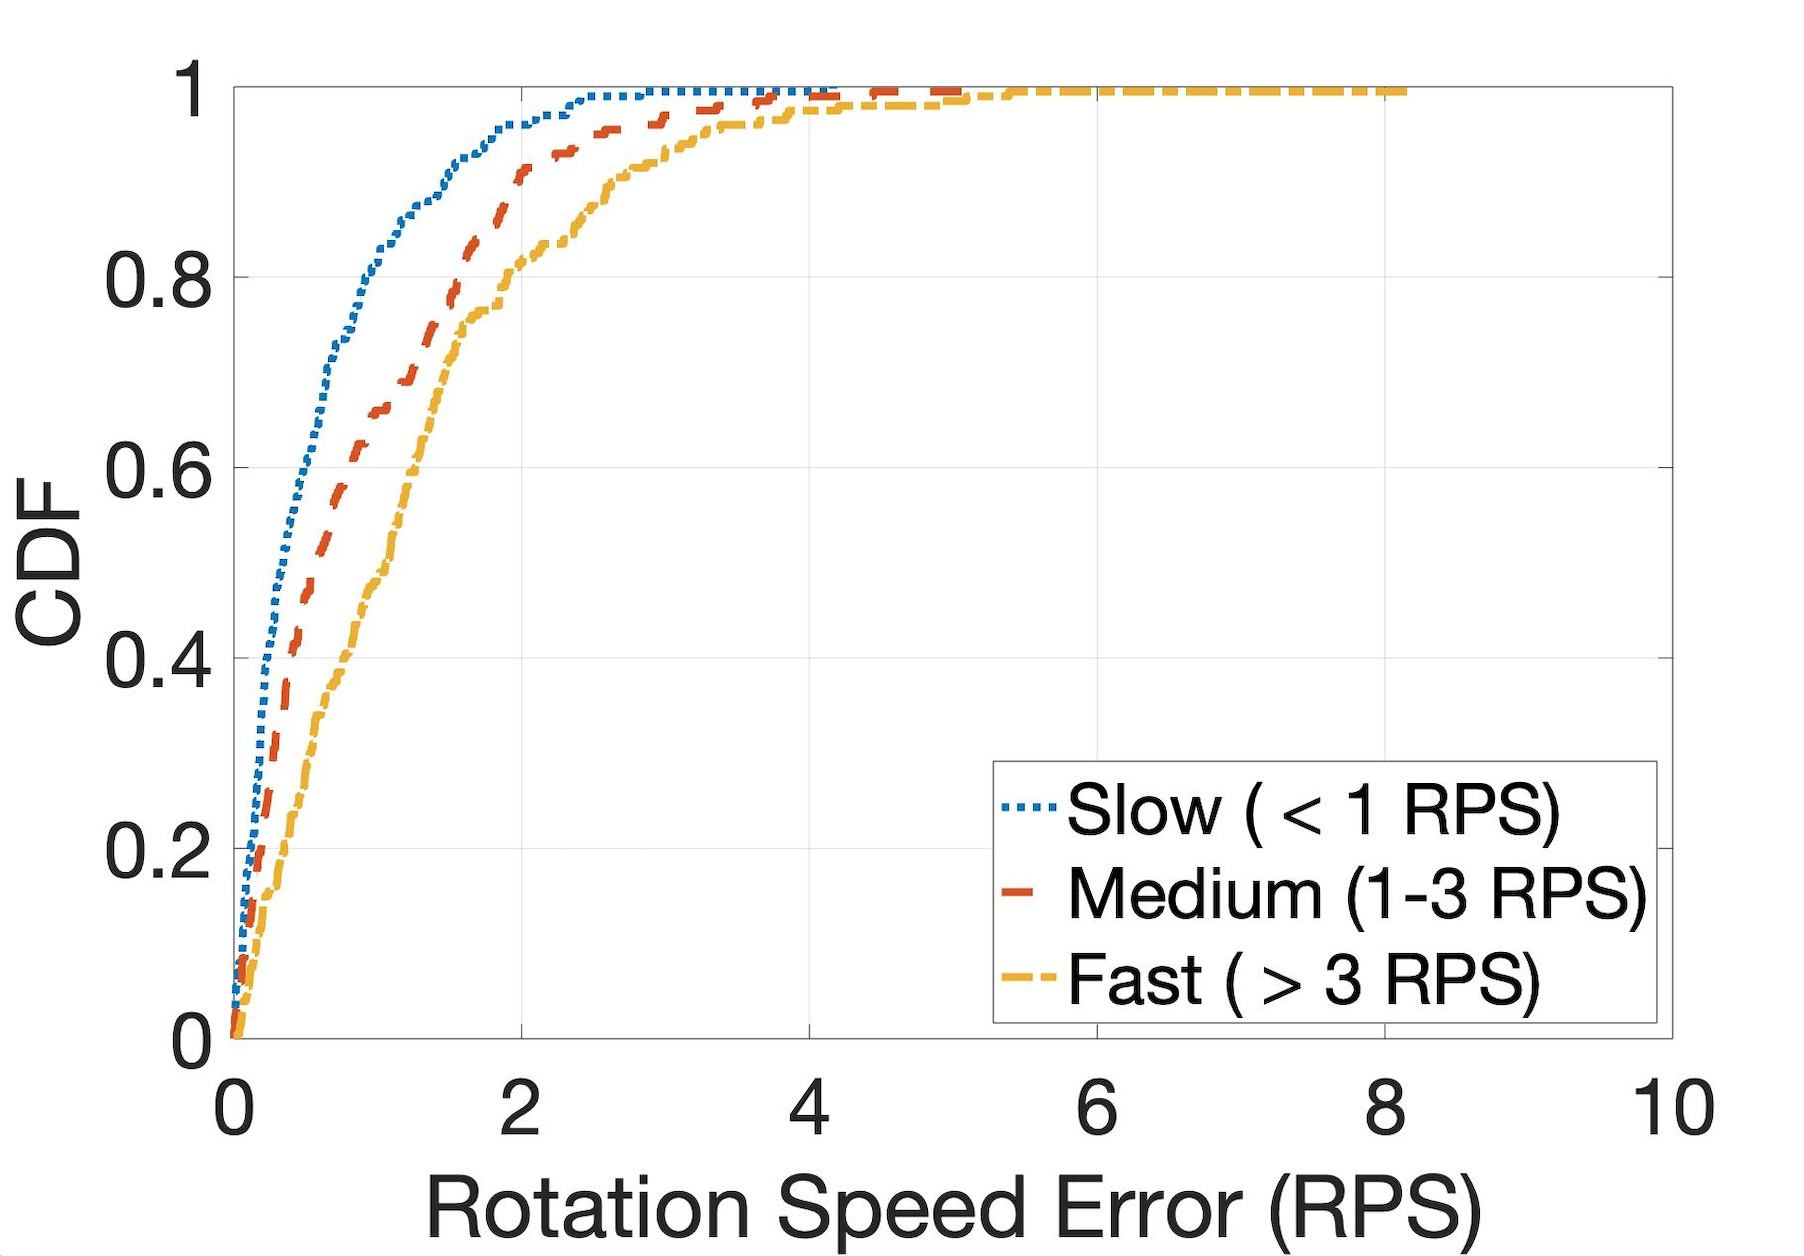 1
0.8
0.6
0.4
0.2
0
CDF
0 2 4 6 8 10
Rotation Speed Error (RPS)
Slow ( < 1 RPS)
Medium (1-3 RPS)
Fast ( > 3 RPS)